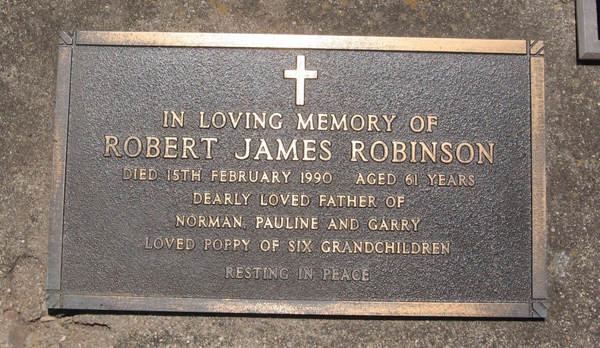 IN LOVING MEMORY OF
ROBERT JAMES ROBINSON
DIED 15TH FEBRUARY 1990 AGED 61 YEARS
DEARLY LOVED FATHER OF
NORMAN, PAULINE AND GARRY
LOVED POPPY OF SIX GRANDCHILDREN
RESTING IN PEACE